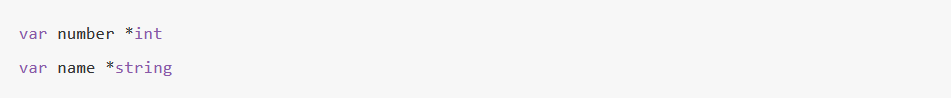 var number *int
var name *string